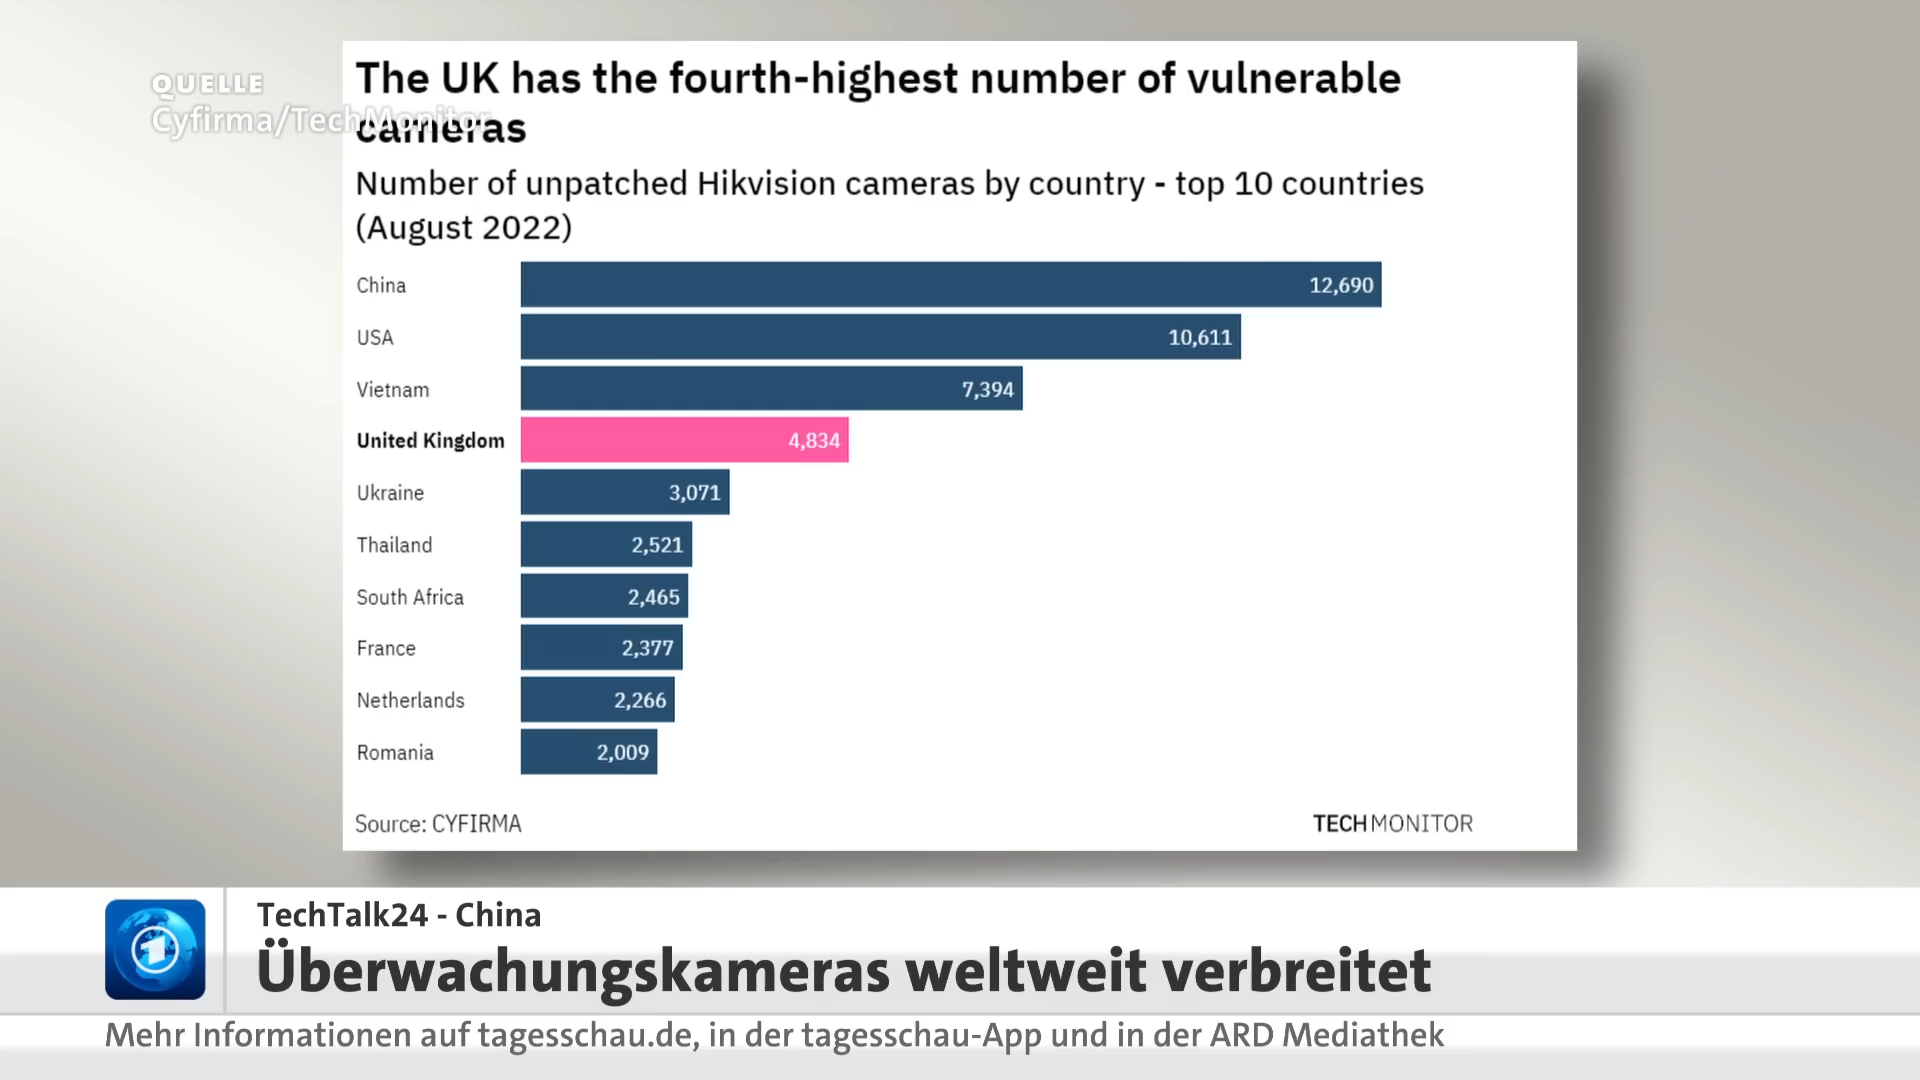 QUELLE
Cyfirma/TechMonitor
The UK has the fourth-highest number of vulnerable
cameras
Number of unpatched Hikvision cameras by country - top 10 countries
(August 2022)
China 12,690
USA 10,611
Vietnam 7,394
United Kingdom 4,834
Ukraine 3,071
Thailand 2,521
South Africa 2,465
France 2,377
Netherlands 2,266
Romania 2,009
Source: CYFIRMA TECHMONITOR
1
TechTalk24 - China
Überwachungskameras weltweit verbreitet
Mehr Informationen auf tagesschau.de, in der tagesschau-App und in der ARD Mediathek